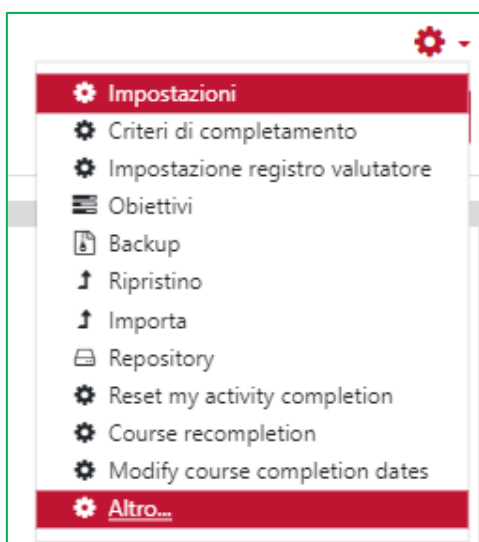 Impostazioni
Criteri di completamento
Impostazione registro valutatore
Obiettivi
Backup
Ripristino
Importa
Repository
Reset my activity completion
Course recompletion
Modify course completion dates
Altro...